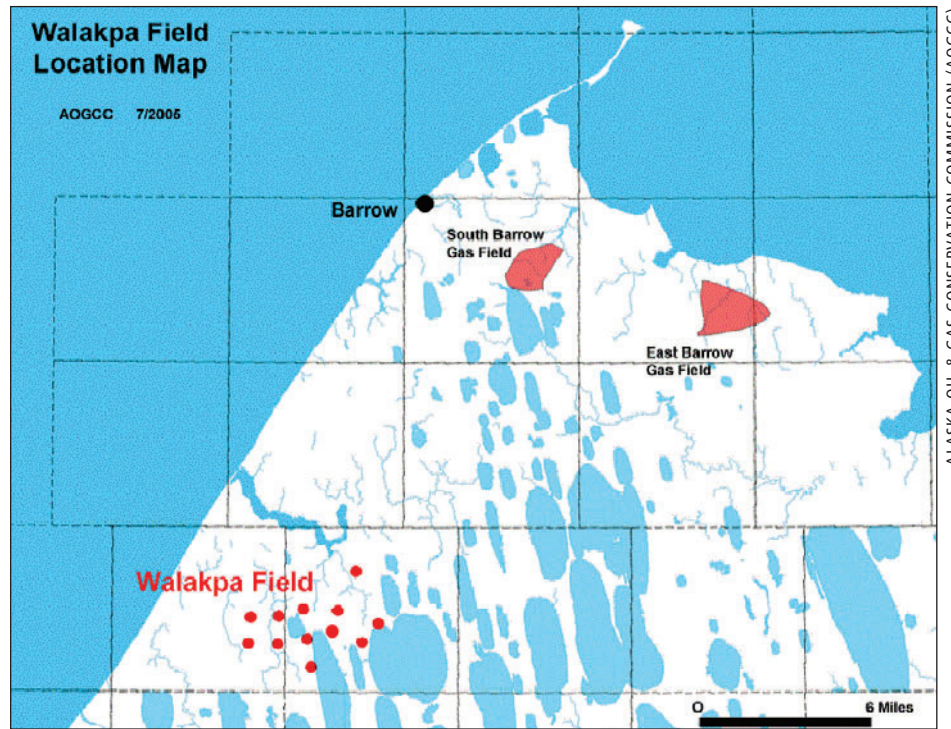 Walakpa Field
Location Map
AOGCC 7/2005
Barrow
South Barrow
Gas Field
East Barrow
Gas Field
Walakpa Field
O 6 Miles
ALASKA OIL & GAS CONSERVATION COMMISSION (AOGCC)